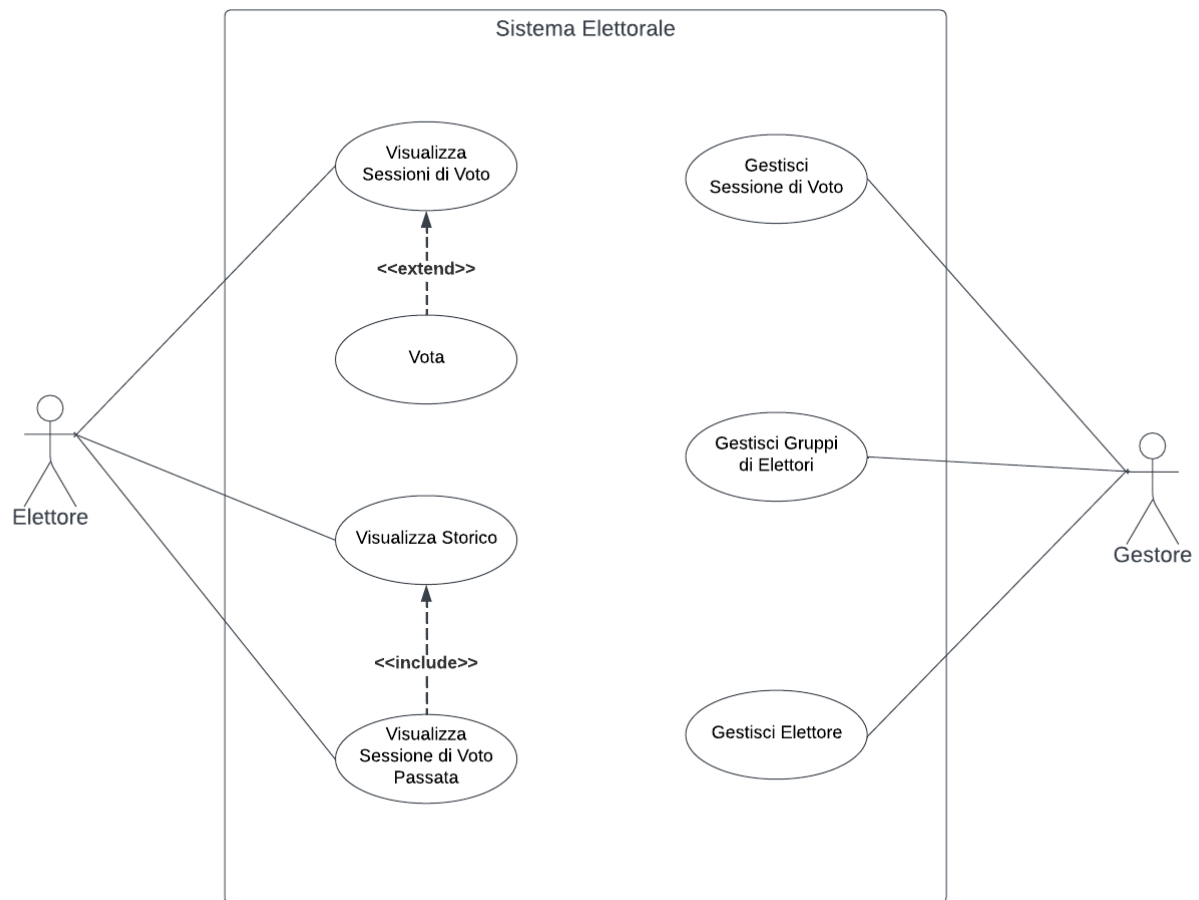 Sistema Elettorale
Visualizza
Sessioni di Voto
Gestisci
Sessione di Voto
<<extend>>
Vota
Gestisci Gruppi
di Elettori
Elettore
Visualizza Storico
Gestore
<<include>>
Visualizza
Sessione di Voto
Passata
Gestisci Elettore